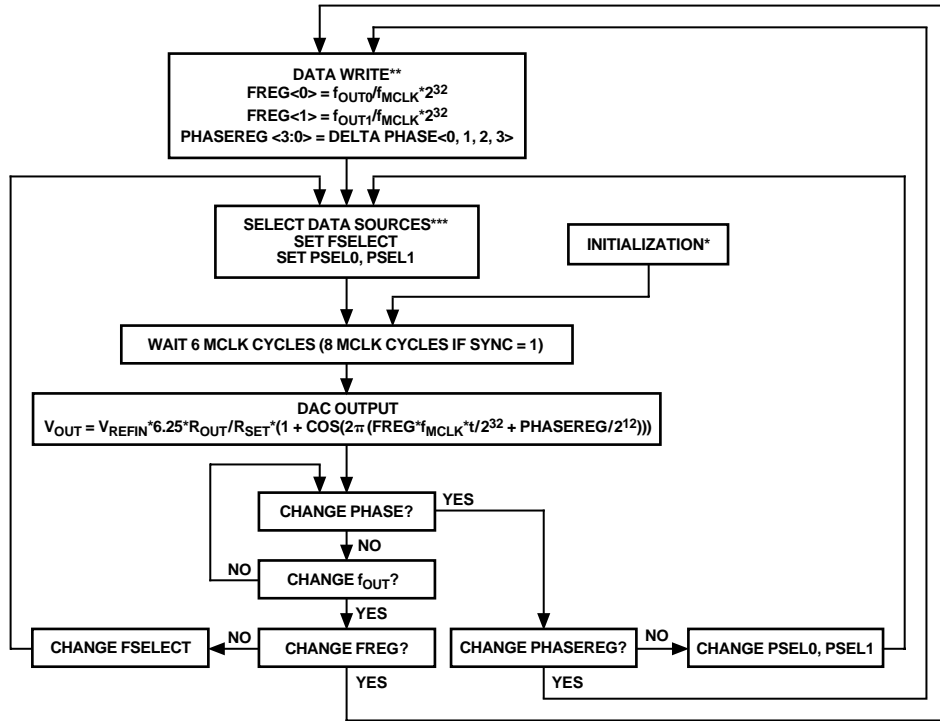 DATA WRITE**
FREG<0> = fOUT0/fMCLK*2^32
FREG<1> = fOUT1/fMCLK*2^32
PHASEREG <3:0> = DELTA PHASE<0, 1, 2, 3>
SELECT DATA SOURCES***
SET FSELECT
SET PSEL0, PSEL1
INITIALIZATION*
WAIT 6 MCLK CYCLES (8 MCLK CYCLES IF SYNC = 1)
DAC OUTPUT
VOUT = VREFIN*6.25*ROUT/RSET*(1 + COS(2π(FREG*fMCLK*t/2^32 + PHASEREG/2^12)))
YES
CHANGE PHASE?
NO
NO
CHANGE fOUT?
YES
CHANGE FSELECT
NO
CHANGE FREG?
YES
CHANGE PHASEREG?
NO
CHANGE PSEL0, PSEL1
YES